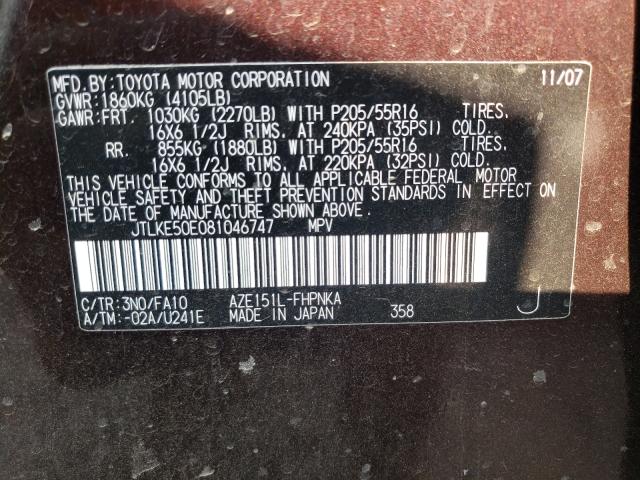 MFD.BY:TOYOTA MOTOR CORPORATION 11/07
GVWR:1860KG (4105LB)
GAWR:FRT. 1030KG (2270LB) WITH P205/55R16 TIRES,
16X6 1/2J RIMS, AT 240KPA (35PSI) COLD.
RR. 855KG (1880LB) WITH P205/55R16 TIRES,
16X6 1/2J RIMS, AT 220KPA (32PSI) COLD.
THIS VEHICLE CONFORMS TO ALL APPLICABLE FEDERAL MOTOR
VEHICLE SAFETY AND THEFT PREVENTION STANDARDS IN EFFECT ON
THE DATE OF MANUFACTURE SHOWN ABOVE.
JTLKE50E081046747 MPV
C/TR:3N0/FA10 AZE151L-FHPNKA
A/TM:-02A/U241E MADE IN JAPAN 358
J